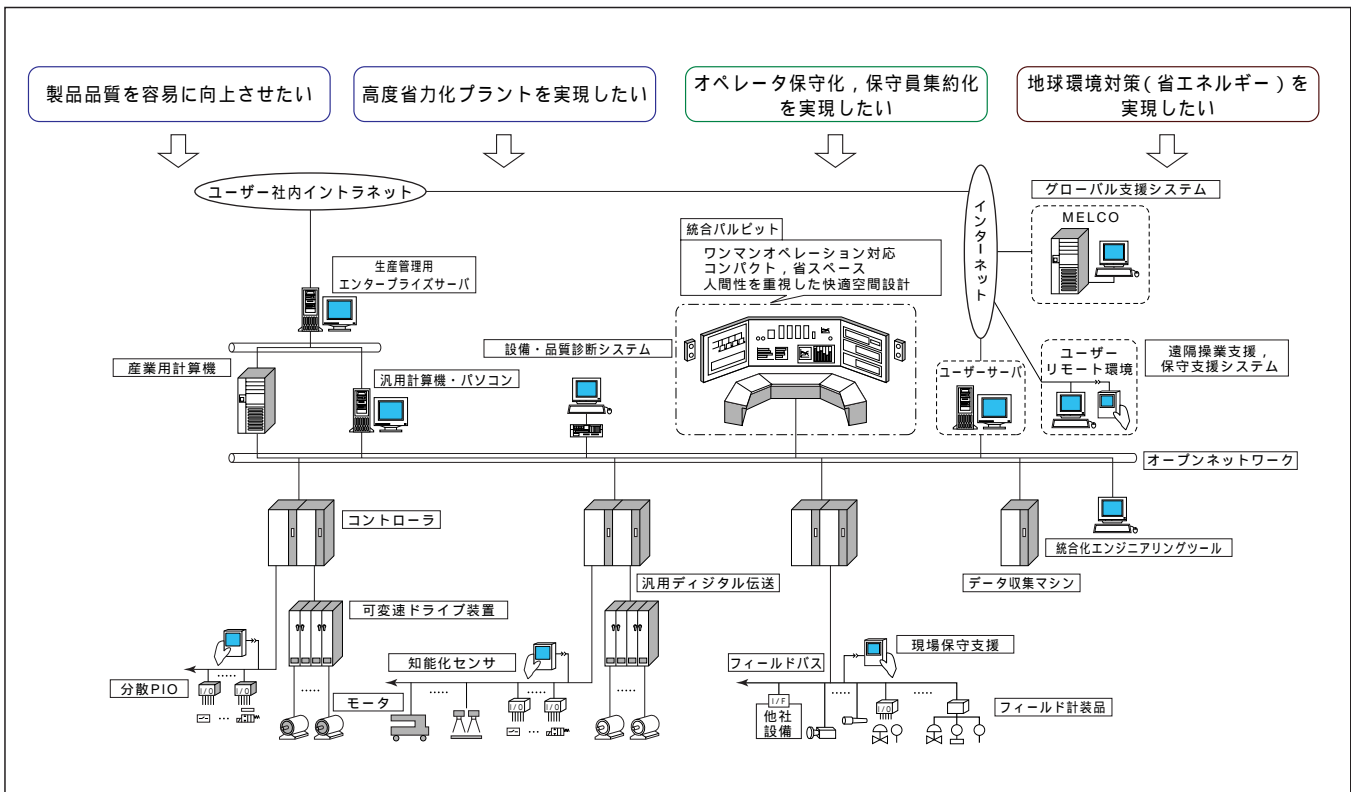 製品品質を容易に向上させたい
高度省力化プラントを実現したい
オペレータ保守化，保守員集約化
を実現したい
地球環境対策（省エネルギー）を
実現したい
ユーザー社内イントラネット
インターネット
グローバル支援システム
MELCO
統合パルピット
ワンマンオペレーション対応
コンパクト，省スペース
人間性を重視した快適空間設計
生産管理用
エンタープライズサーバ
産業用計算機
汎用計算機・パソコン
設備・品質診断システム
ユーザーサーバ
ユーザー
リモート環境
遠隔操業支援，
保守支援システム
オープンネットワーク
コントローラ
統合化エンジニアリングツール
汎用ディジタル伝送
データ収集マシン
可変速ドライブ装置
現場保守支援
知能化センサ
フィールドバス
分散PIO
I/O
I/O
モータ
I/O
I/O
I/F
他社
設備
I/O
フィールド計装品